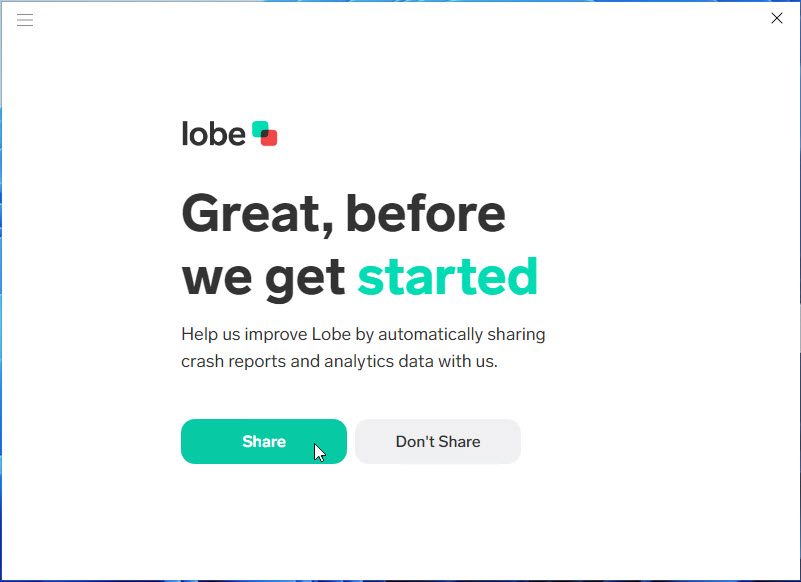 lobe
Great, before
we get started
Help us improve Lobe by automatically sharing
crash reports and analytics data with us.
Share
Don't Share